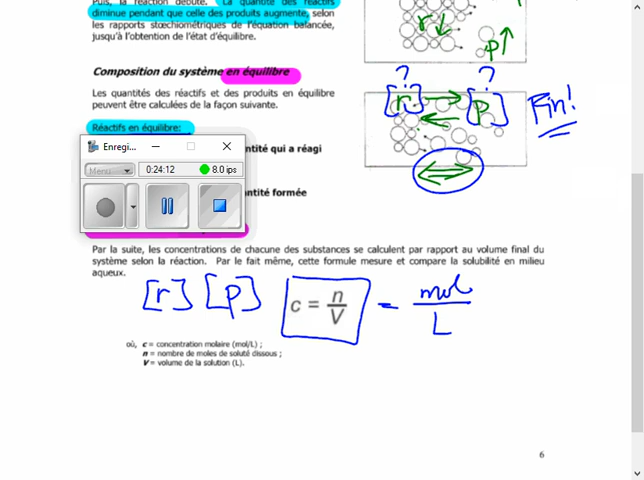 Puis, la réaction débute. La quantité des réactifs
diminue pendant que celle des produits augmente, selon
les rapports stœchiométriques de l'équation balancée,
jusqu'à l'obtention de l'état d'équilibre.
r↓
p↑
Composition du système en équilibre
Les quantités des réactifs et des produits en équilibre
peuvent être calculées de la façon suivante.
? ?
[r] [p]
Fin!
Réactifs en équilibre:
Enregi...
ntité qui a réagi
Menu
0:24:12
8.0 ips
ntité formée
Par la suite, les concentrations de chacune des substances se calculent par rapport au volume final du
système selon la réaction. Par le fait même, cette formule mesure et compare la solubilité en milieu
aqueux.
[r] [p] c = n/V = mol/L
où, c = concentration molaire (mol/L) ;
n = nombre de moles de soluté dissous ;
V = volume de la solution (L).
6